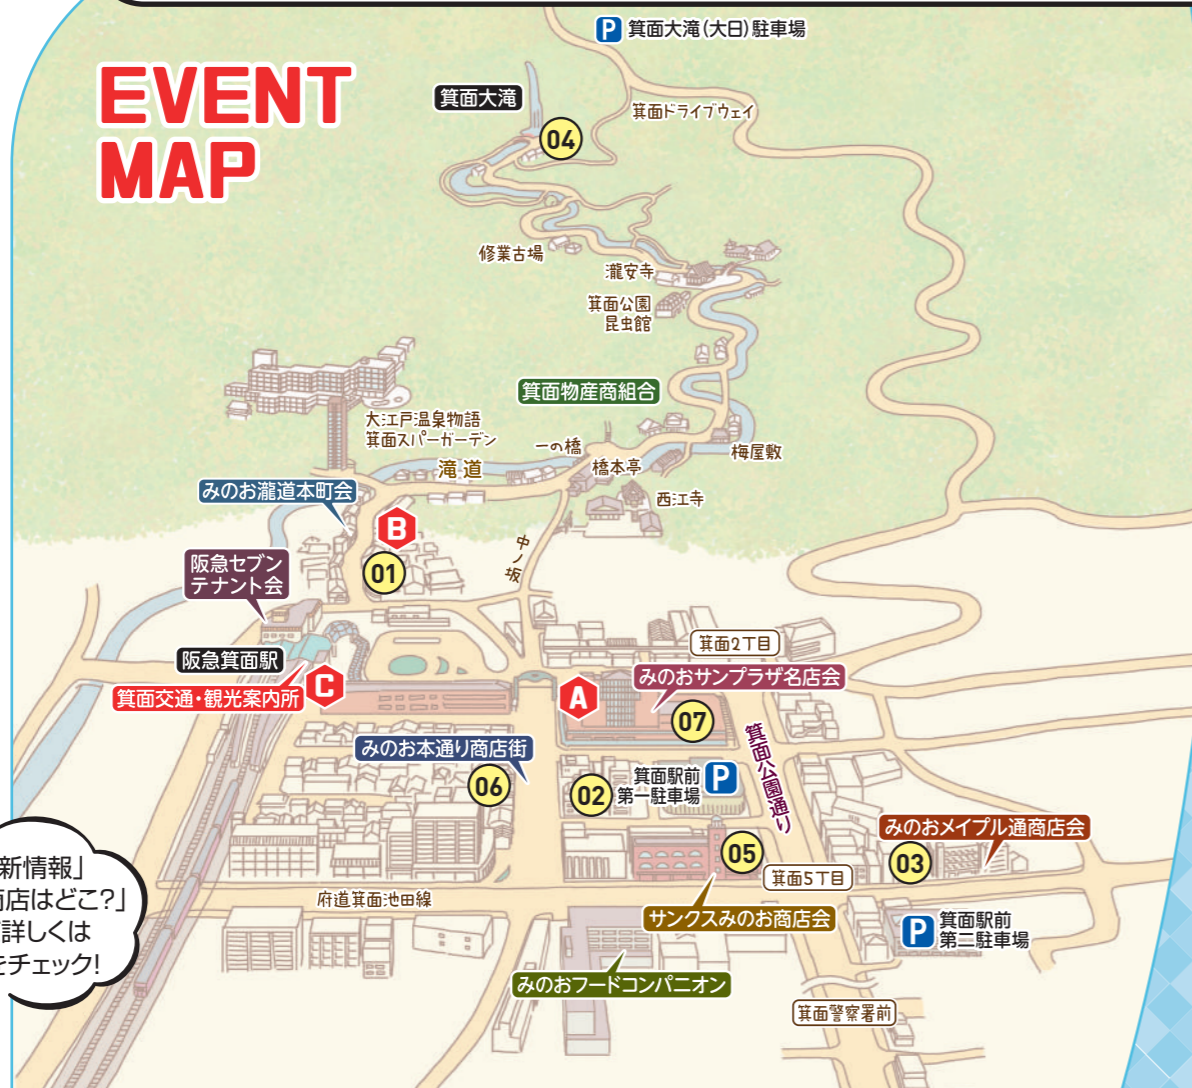 P 箕面大滝(大日)駐車場
EVENT
MAP
箕面大滝
04
箕面ドライブウェイ
修業古場
瀧安寺
箕面公園
昆虫館
箕面物産商組合
大江戸温泉物語
箕面スパーガーデン
一の橋
滝道
橋本亭
梅屋敷
西江寺
みのお瀧道本町会
B
01
中ノ坂
阪急セブン
テナント会
箕面2丁目
阪急箕面駅
みのおサンプラザ名店会
箕面交通・観光案内所
C
A
07
箕面公園通り
みのお本通り商店街
06
02
箕面駅前
第一駐車場
P
みのおメイプル通商店会
05
03
箕面5丁目
府道箕面池田線
サンクスみのお商店会
P
箕面駅前
第二駐車場
みのおフードコンパニオン
箕面警察署前
新情報」
商店はどこ?」
詳しくは
をチェック!